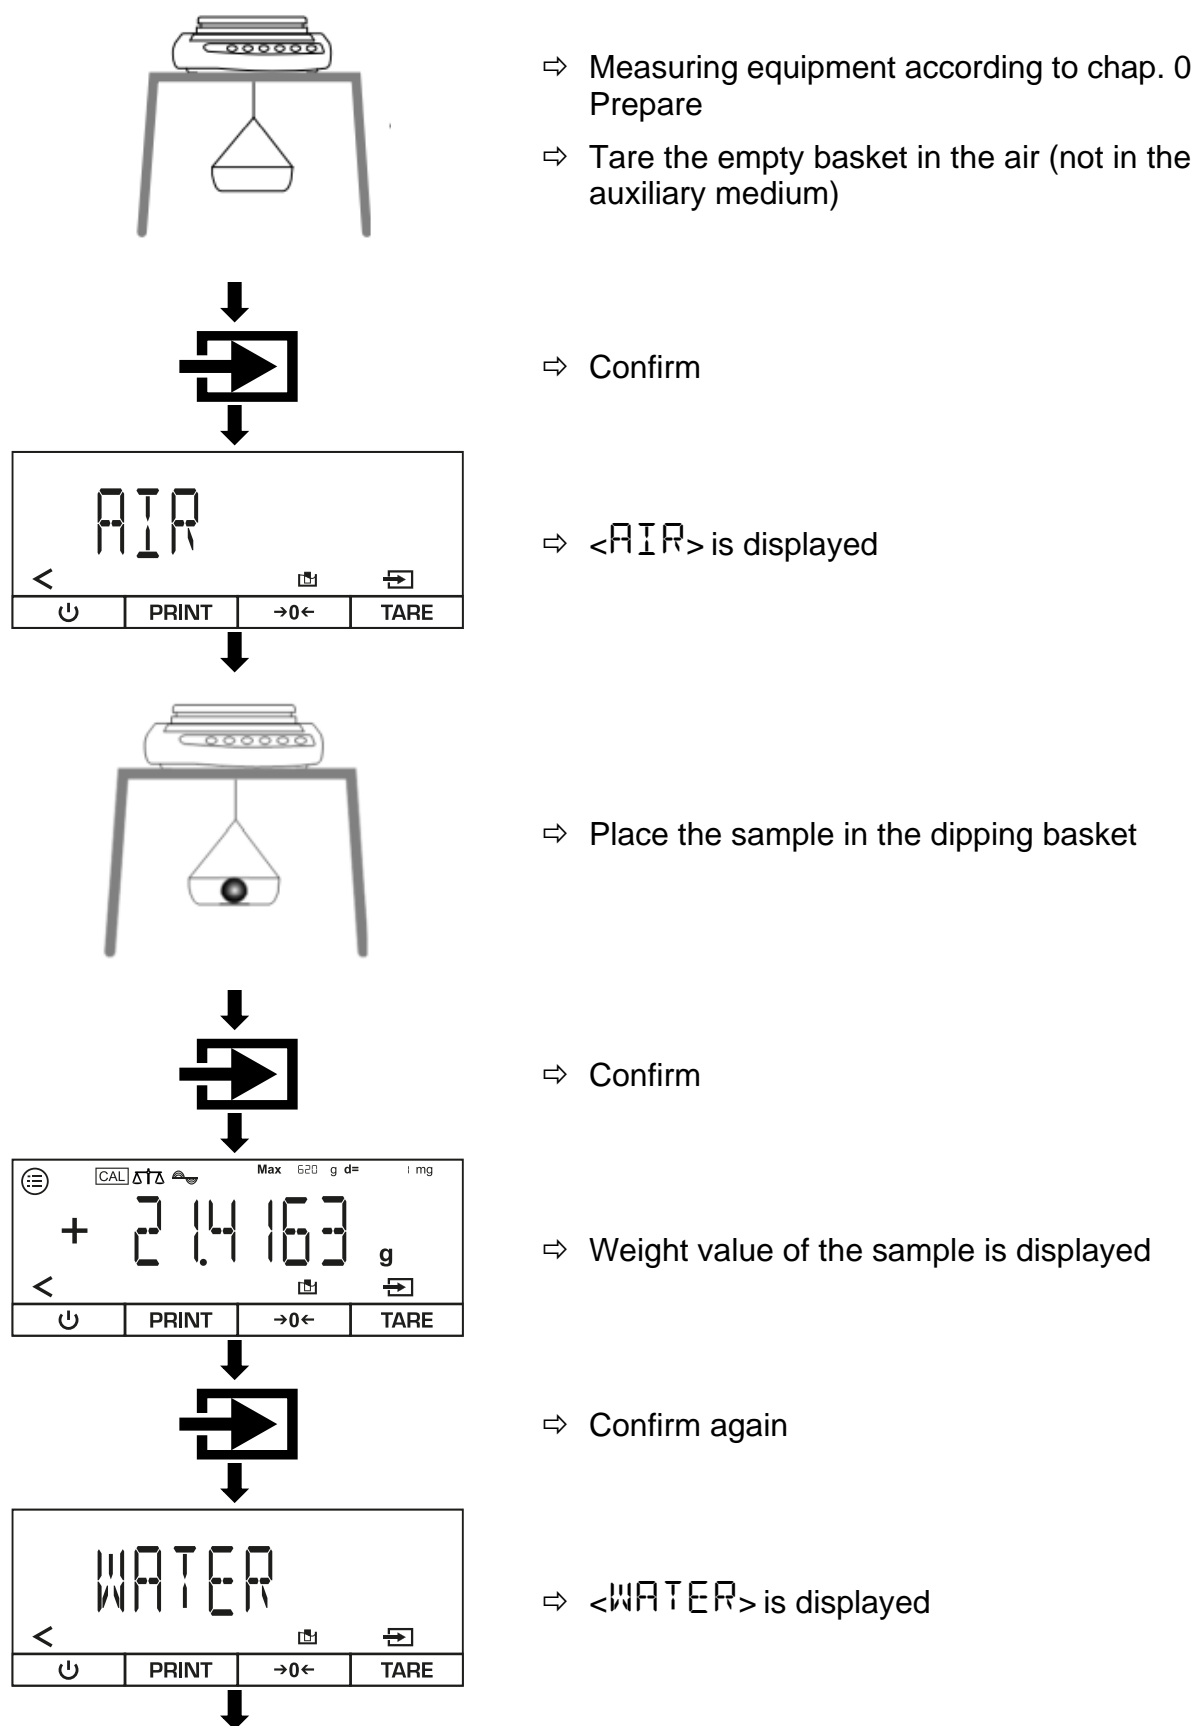 ⇨ Measuring equipment according to chap. 0
Prepare
⇨ Tare the empty basket in the air (not in the
auxiliary medium)
⇨ Confirm
AIR
<
PRINT →0← TARE
⇨ <AIR> is displayed
⇨ Place the sample in the dipping basket
⇨ Confirm
CAL Max 620 g d= 1 mg
+ 21.4163 g
<
PRINT →0← TARE
⇨ Weight value of the sample is displayed
⇨ Confirm again
WATER
<
PRINT →0← TARE
⇨ <WATER> is displayed